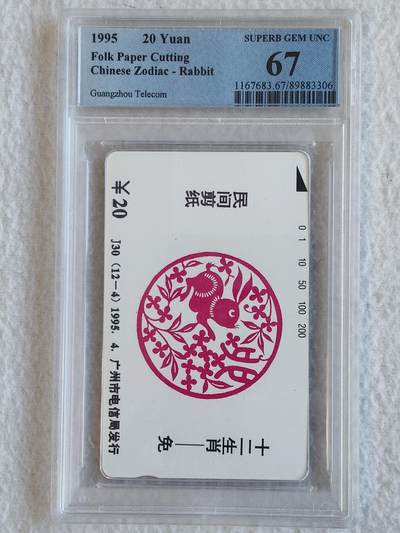 1995 20 Yuan
Folk Paper Cutting
Chinese Zodiac - Rabbit
Guangzhou Telecom
SUPERB GEM UNC
67
1167683.67/89883306
民间剪纸
0 1 10 50 100 200
十二生肖——兔
￥20
J30（12—4）1995. 4. 广州市电信局发行